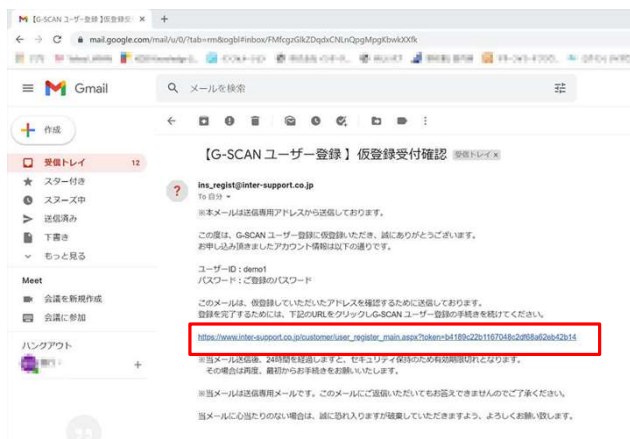 [G-SCAN ユーザー登録 】仮登録受
mail.google.com/mail/u/0/?tab=rm&ogbl#inbox/FMfcgzGlkZDqdxCNLnQpgMpgKbwkXXfk
Gmail
メールを検索
作成
【G-SCAN ユーザー登録 】仮登録受付確認 受信トレイ ×
受信トレイ 12
スター付き
スヌーズ中
送信済み
下書き
もっと見る
Meet
会議を新規作成
会議に参加
ハングアウト
ins_regist@inter-support.co.jp
To 自分
※本メールは送信専用アドレスから送信しております。
この度は、G-SCAN ユーザー登録に仮登録いただき、誠にありがとうございます。
お申し込み頂きましたアカウント情報は以下の通りです。
ユーザーID : demo1
パスワード : ご登録のパスワード
このメールは、仮登録していただいたアドレスを確認するために送信しております。
登録を完了するためには、下記のURLをクリックしG-SCAN ユーザー登録の手続きを続けてください。
https://www.inter-support.co.jp/customer/user_register_main.aspx?token=b4189c22b1167048c2df68a62eb42b14
※当メール送信後、24時間を経過しますと、セキュリティ保持のため有効期限切れとなります。
その場合は再度、最初からお手続きをお願いいたします。
※当メールは送信専用メールです。このメールにご返信いただいてもお答えできませんのでご了承ください。
当メールに心当たりのない場合は、誠に恐れ入りますが破棄していただきますよう、よろしくお願い致します。